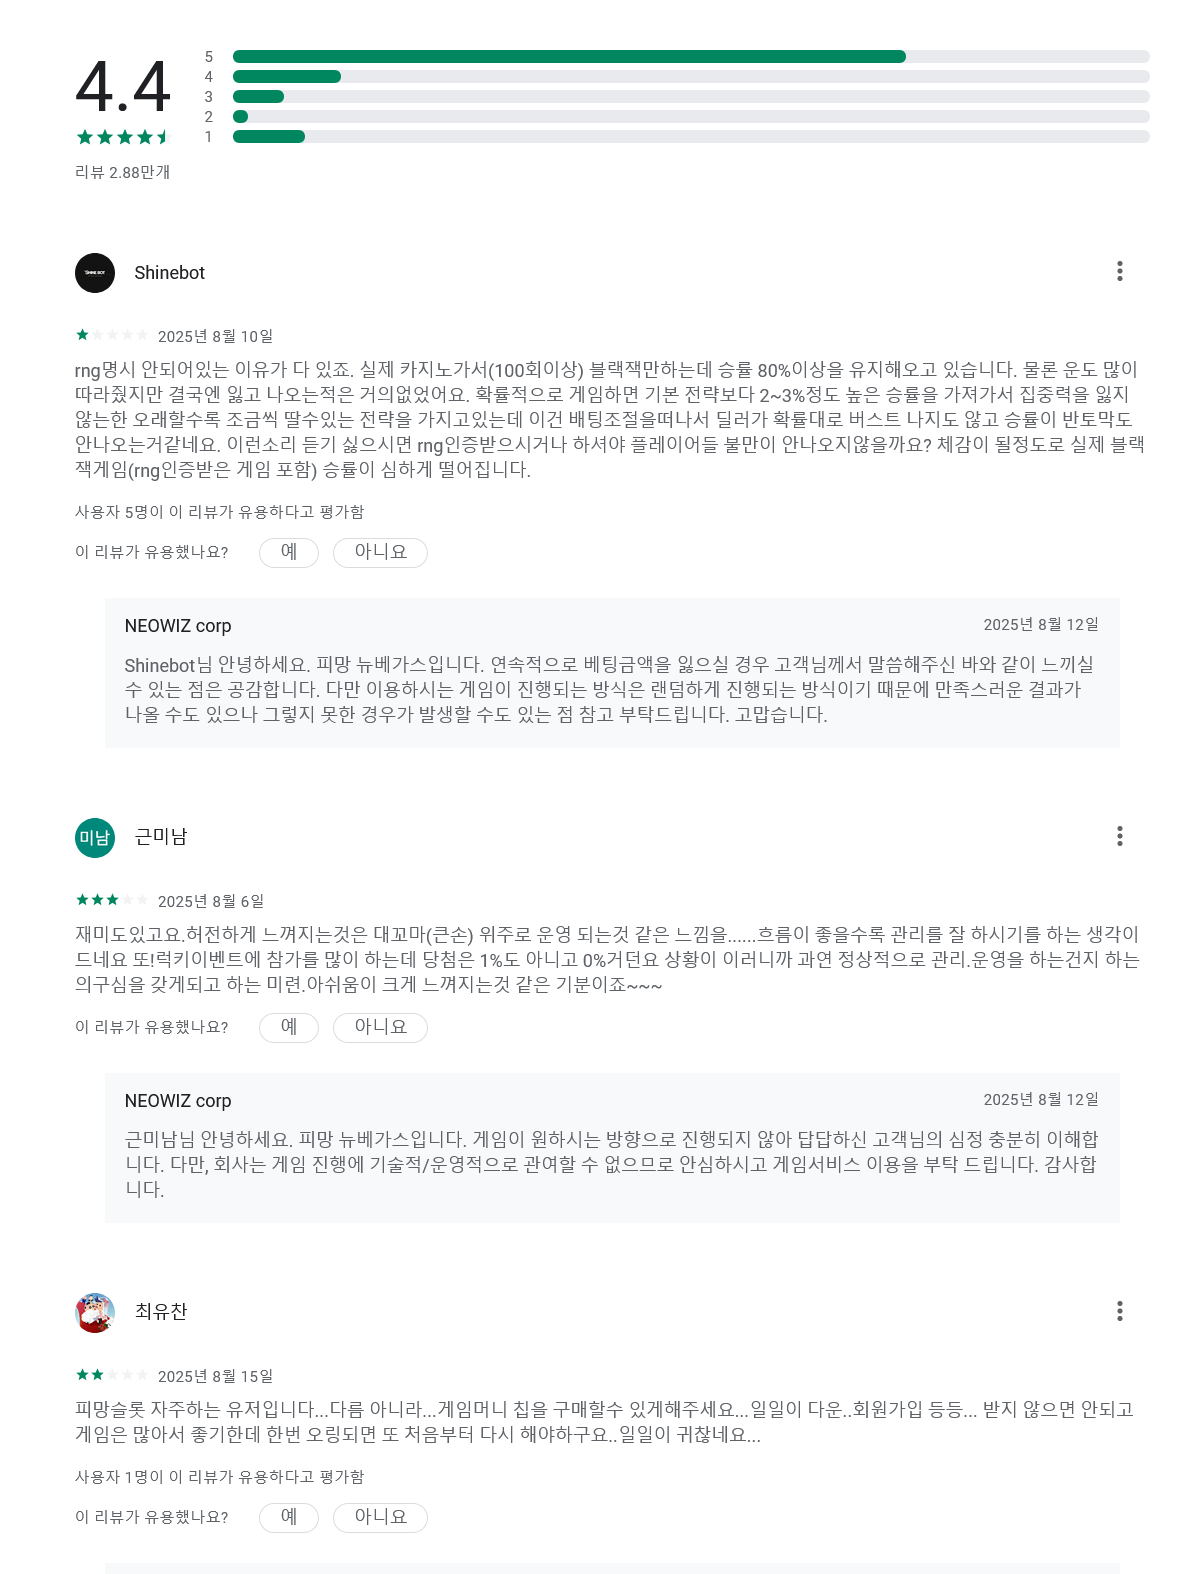 4.4
5
4
3
2
1
리뷰 2.88만개
SHINE BOT
Shinebot
2025년 8월 10일
rng명시 안되어있는 이유가 다 있죠. 실제 카지노가서(100회이상) 블랙잭만하는데 승률 80%이상을 유지해오고 있습니다. 물론 운도 많이
따라줬지만 결국엔 잃고 나오는적은 거의없었어요. 확률적으로 게임하면 기본 전략보다 2~3%정도 높은 승률을 가져가서 집중력을 잃지
않는한 오래할수록 조금씩 딸수있는 전략을 가지고있는데 이건 배팅조절을떠나서 딜러가 확률대로 버스트 나지도 않고 승률이 반토막도
안나오는거같네요. 이런소리 듣기 싫으시면 rng인증받으시거나 하셔야 플레이어들 불만이 안나오지않을까요? 체감이 될정도로 실제 블랙
잭게임(rng인증받은 게임 포함) 승률이 심하게 떨어집니다.
사용자 5명이 이 리뷰가 유용하다고 평가함
이 리뷰가 유용했나요? 예 아니요
NEOWIZ corp 2025년 8월 12일
Shinebot님 안녕하세요. 피망 뉴베가스입니다. 연속적으로 베팅금액을 잃으실 경우 고객님께서 말씀해주신 바와 같이 느끼실
수 있는 점은 공감합니다. 다만 이용하시는 게임이 진행되는 방식은 랜덤하게 진행되는 방식이기 때문에 만족스러운 결과가
나올 수도 있으나 그렇지 못한 경우가 발생할 수도 있는 점 참고 부탁드립니다. 고맙습니다.
미남
근미남
2025년 8월 6일
재미도있고요.허전하게 느껴지는것은 대꼬마(큰손) 위주로 운영 되는것 같은 느낌을......흐름이 좋을수록 관리를 잘 하시기를 하는 생각이
드네요 또!럭키이벤트에 참가를 많이 하는데 당첨은 1%도 아니고 0%거던요 상황이 이러니까 과연 정상적으로 관리.운영을 하는건지 하는
의구심을 갖게되고 하는 미련.아쉬움이 크게 느껴지는것 같은 기분이죠~~~
이 리뷰가 유용했나요? 예 아니요
NEOWIZ corp 2025년 8월 12일
근미남님 안녕하세요. 피망 뉴베가스입니다. 게임이 원하시는 방향으로 진행되지 않아 답답하신 고객님의 심정 충분히 이해합
니다. 다만, 회사는 게임 진행에 기술적/운영적으로 관여할 수 없으므로 안심하시고 게임서비스 이용을 부탁 드립니다. 감사합
니다.
최유찬
2025년 8월 15일
피망슬롯 자주하는 유저입니다...다름 아니라...게임머니 칩을 구매할수 있게해주세요...일일이 다운..회원가입 등등... 받지 않으면 안되고
게임은 많아서 좋기한데 한번 오링되면 또 처음부터 다시 해야하구요..일일이 귀찮네요...
사용자 1명이 이 리뷰가 유용하다고 평가함
이 리뷰가 유용했나요? 예 아니요